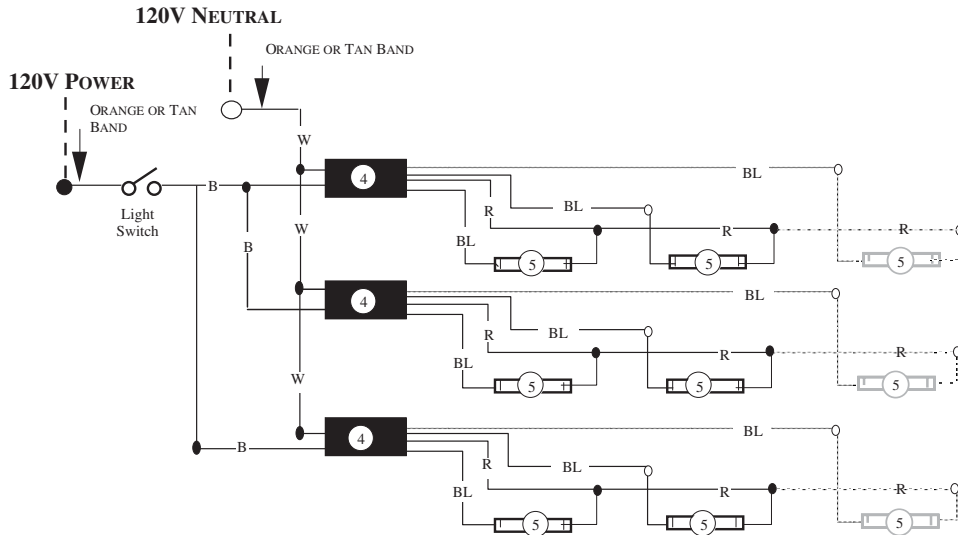 120V NEUTRAL
ORANGE OR TAN BAND
120V POWER
ORANGE OR TAN
BAND
W
4
BL
B
R
BL
R
R
Light
Switch
W
BL
5
5
5
B
4
BL
R
BL
R
R
BL
5
5
5
W
4
BL
B
R
BL
BL
R
R
5
5
5